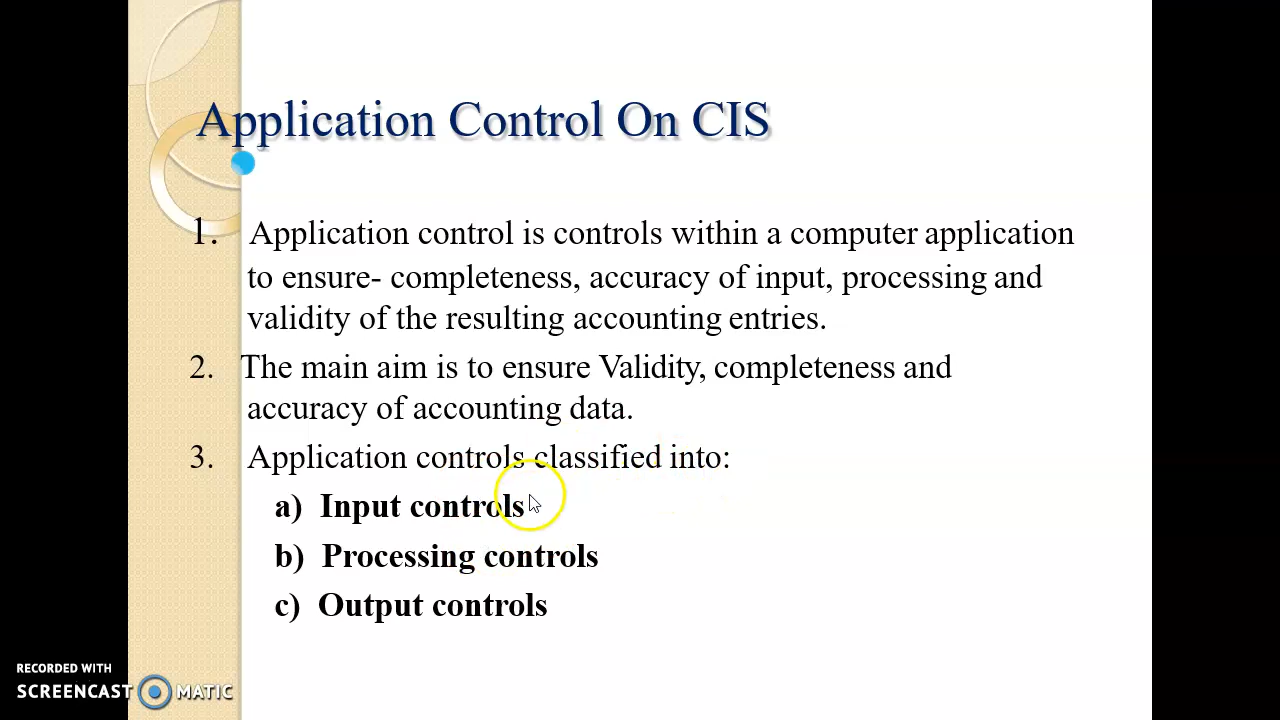 Application Control On CIS
1. Application control is controls within a computer application
to ensure- completeness, accuracy of input, processing and
validity of the resulting accounting entries.
2. The main aim is to ensure Validity, completeness and
accuracy of accounting data.
3. Application controls classified into:
a) Input controls
b) Processing controls
c) Output controls
RECORDED WITH
SCREENCAST MATIC